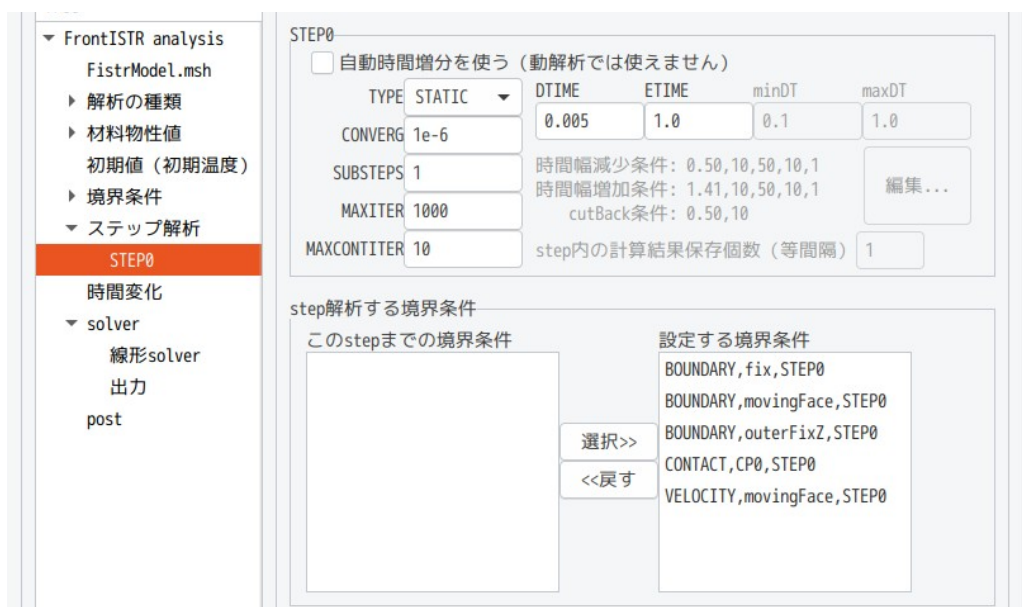 FrontISTR analysis
FistrModel.msh
解析の種類
材料物性値
初期値（初期温度）
境界条件
ステップ解析
STEP0
時間変化
solver
線形solver
出力
post
STEP0
自動時間増分を使う（動解析では使えません）
TYPE STATIC
CONVERG 1e-6
SUBSTEPS 1
MAXITER 1000
MAXCONTITER 10
DTIME ETIME minDT maxDT
0.005 1.0 0.1 1.0
時間幅減少条件: 0.50,10,50,10,1
時間幅増加条件: 1.41,10,50,10,1
cutBack条件: 0.50,10
編集...
step内の計算結果保存個数（等間隔） 1
step解析する境界条件
このstepまでの境界条件
選択>>
<<戻す
設定する境界条件
BOUNDARY,fix,STEP0
BOUNDARY,movingFace,STEP0
BOUNDARY,outerFixZ,STEP0
CONTACT,CP0,STEP0
VELOCITY,movingFace,STEP0